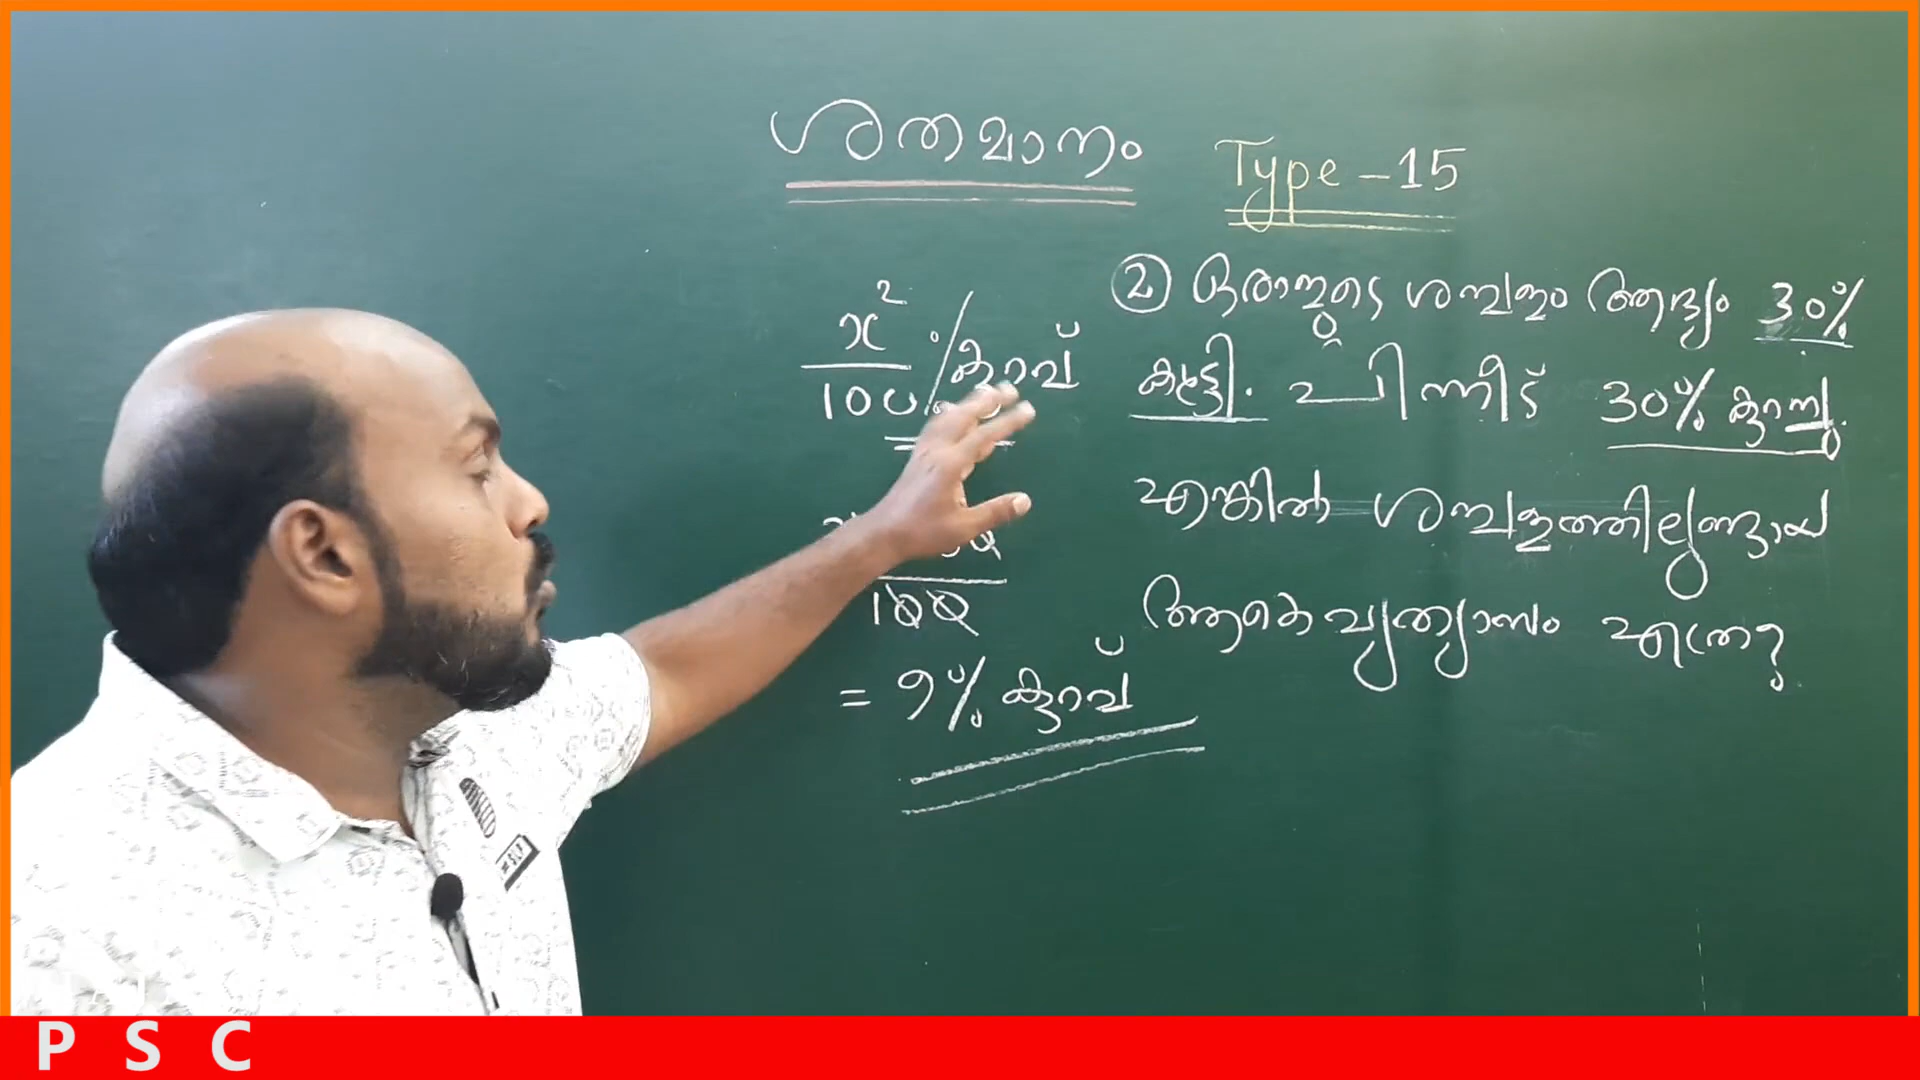 ശതമാനം
Type - 15
x²
100 % കുറവ്
100
= 9% കുറവ്
② ഒരാളുടെ ശമ്പളം ആദ്യം 30%
കൂട്ടി. പിന്നീട് 30% കുറച്ചു.
എങ്കിൽ ശമ്പളത്തിലുണ്ടായ
ആകെ വ്യത്യാസം എത്ര?
P S C